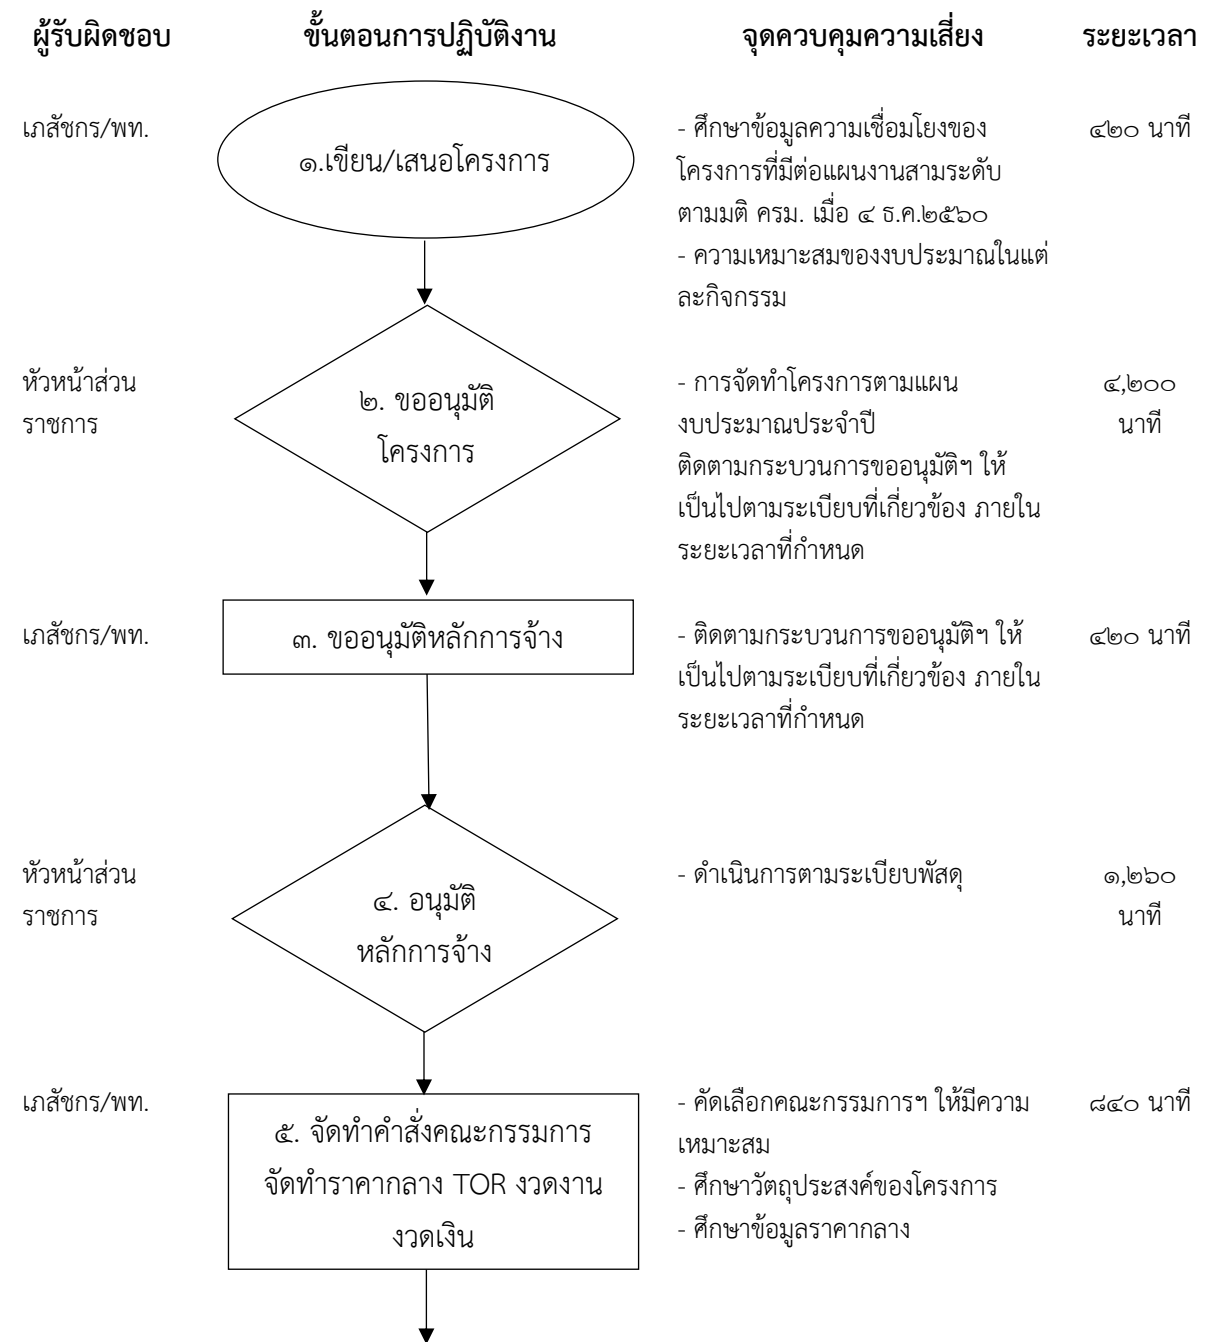 ผู้รับผิดชอบ ขั้นตอนการปฏิบัติงาน จุดควบคุมความเสี่ยง ระยะเวลา
เภสัชกร/พท.
๑.เขียน/เสนอโครงการ
- ศึกษาข้อมูลความเชื่อมโยงของ
โครงการที่มีต่อแผนงานสามระดับ
ตามมติ ครม. เมื่อ ๔ ธ.ค.๒๕๖๐
- ความเหมาะสมของงบประมาณในแต่
ละกิจกรรม
๔๒๐ นาที
หัวหน้าส่วน
ราชการ
๒. ขออนุมัติ
โครงการ
- การจัดทำโครงการตามแผน
งบประมาณประจำปี
ติดตามกระบวนการขออนุมัติฯ ให้
เป็นไปตามระเบียบที่เกี่ยวข้อง ภายใน
ระยะเวลาที่กำหนด
๔,๒๐๐
นาที
เภสัชกร/พท.
๓. ขออนุมัติหลักการจ้าง
- ติดตามกระบวนการขออนุมัติฯ ให้
เป็นไปตามระเบียบที่เกี่ยวข้อง ภายใน
ระยะเวลาที่กำหนด
๔๒๐ นาที
หัวหน้าส่วน
ราชการ
๔. อนุมัติ
หลักการจ้าง
- ดำเนินการตามระเบียบพัสดุ
๑,๒๖๐
นาที
เภสัชกร/พท.
๕. จัดทำคำสั่งคณะกรรมการ
จัดทำราคากลาง TOR งวดงาน
งวดเงิน
- คัดเลือกคณะกรรมการฯ ให้มีความ
เหมาะสม
- ศึกษาวัตถุประสงค์ของโครงการ
- ศึกษาข้อมูลราคากลาง
๘๔๐ นาที